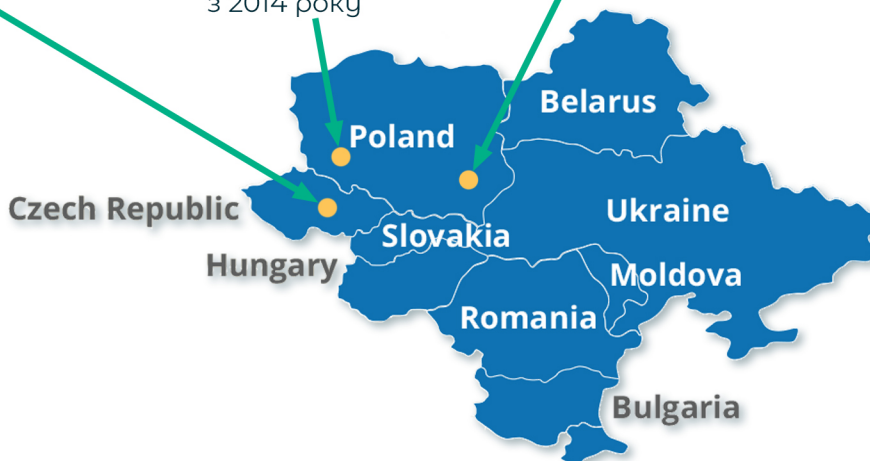 з 2014 року
Belarus
Poland
Czech Republic
Ukraine
Slovakia
Hungary
Moldova
Romania
Bulgaria